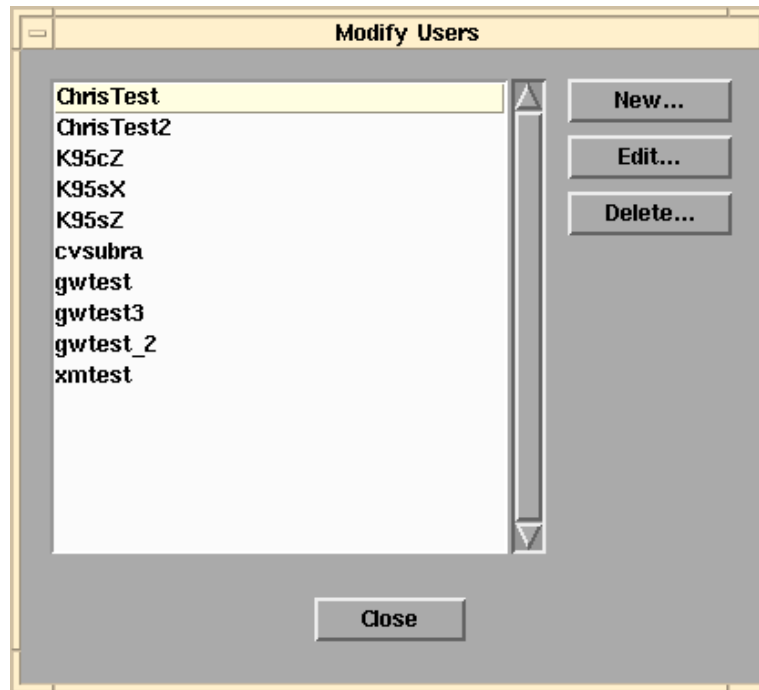 Modify Users
ChrisTest
ChrisTest2
K95cZ
K95sX
K95sZ
cvsubra
gwtest
gwtest3
gwtest_2
xmtest
New...
Edit...
Delete...
Close